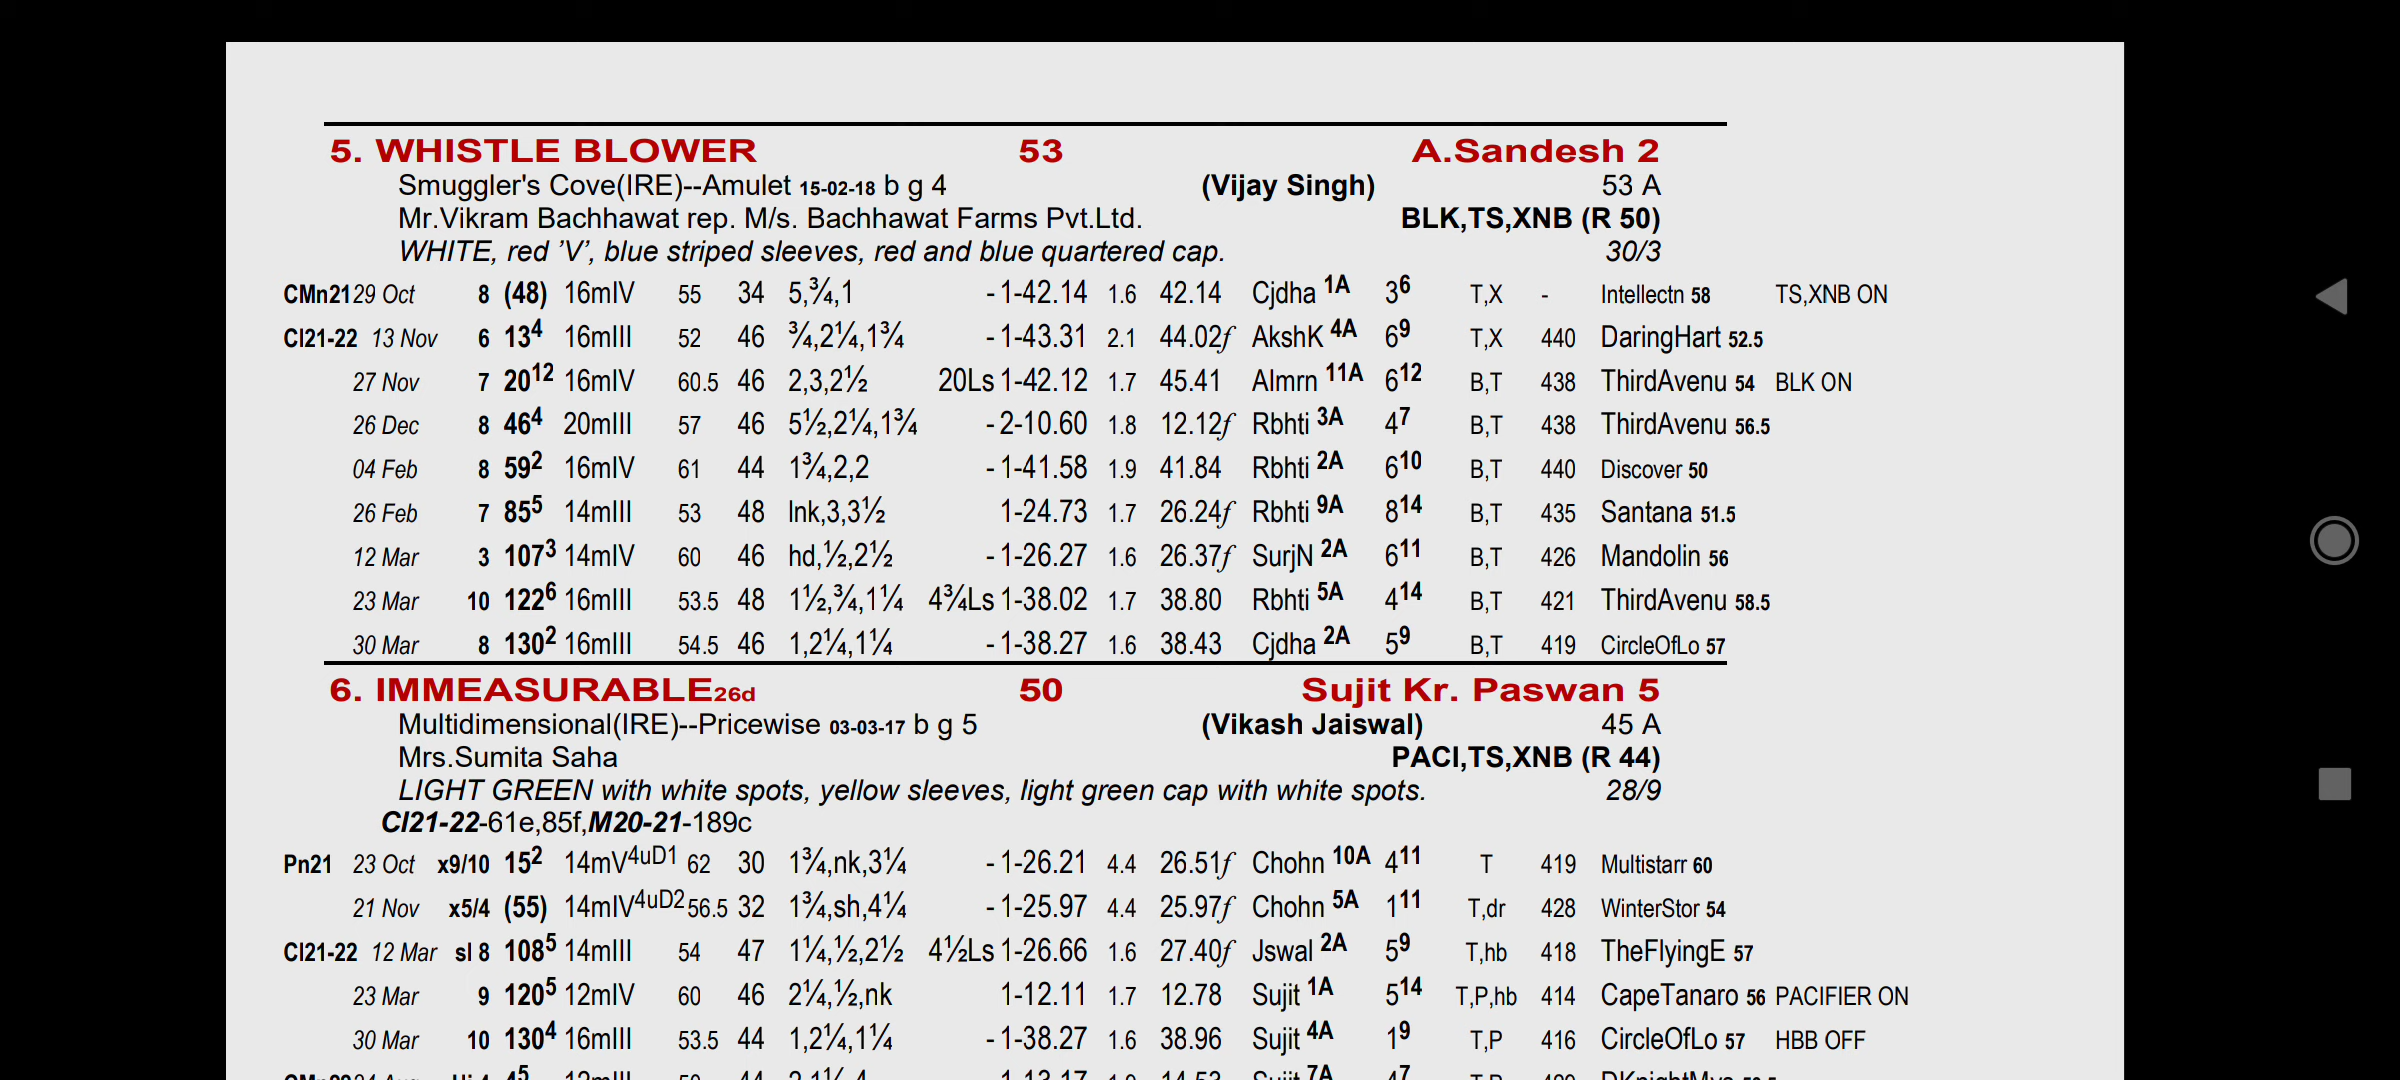 5. WHISTLE BLOWER 53 A.Sandesh 2
Smuggler's Cove(IRE)--Amulet 15-02-18 b g 4 (Vijay Singh) 53 A
Mr.Vikram Bachhawat rep. M/s. Bachhawat Farms Pvt.Ltd. BLK,TS,XNB (R 50)
WHITE, red 'V', blue striped sleeves, red and blue quartered cap. 30/3
CMn21 29 Oct 8 (48) 16mIV 55 34 5,¾,1 - 1-42.14 1.6 42.14 Cjdha 1A 3⁶ T,X - Intellectn 58 TS,XNB ON
CI21-22 13 Nov 6 13⁴ 16mIII 52 46 ¾,2¼,1¾ - 1-43.31 2.1 44.02f AkshK 4A 6⁹ T,X 440 DaringHart 52.5
27 Nov 7 20¹² 16mIV 60.5 46 2,3,2½ 20Ls 1-42.12 1.7 45.41 Almrn 11A 6¹² B,T 438 ThirdAvenu 54 BLK ON
26 Dec 8 46⁴ 20mIII 57 46 5½,2¼,1¾ - 2-10.60 1.8 12.12f Rbhti 3A 4⁷ B,T 438 ThirdAvenu 56.5
04 Feb 8 59² 16mIV 61 44 1¾,2,2 - 1-41.58 1.9 41.84 Rbhti 2A 6¹⁰ B,T 440 Discover 50
26 Feb 7 85⁵ 14mIII 53 48 lnk,3,3½ 1-24.73 1.7 26.24f Rbhti 9A 8¹⁴ B,T 435 Santana 51.5
12 Mar 3 107³ 14mIV 60 46 hd,½,2½ - 1-26.27 1.6 26.37f SurjN 2A 6¹¹ B,T 426 Mandolin 56
23 Mar 10 122⁶ 16mIII 53.5 48 1½,¾,1¼ 4¾Ls 1-38.02 1.7 38.80 Rbhti 5A 4¹⁴ B,T 421 ThirdAvenu 58.5
30 Mar 8 130² 16mIII 54.5 46 1,2¼,1¼ - 1-38.27 1.6 38.43 Cjdha 2A 5⁹ B,T 419 CircleOfLo 57
6. IMMEASURABLE26d 50 Sujit Kr. Paswan 5
Multidimensional(IRE)--Pricewise 03-03-17 b g 5 (Vikash Jaiswal) 45 A
Mrs.Sumita Saha PACI,TS,XNB (R 44)
LIGHT GREEN with white spots, yellow sleeves, light green cap with white spots. 28/9
CI21-22-61e,85f,M20-21-189c
Pn21 23 Oct x9/10 15² 14mV4uD1 62 30 1¾,nk,3¼ - 1-26.21 4.4 26.51f Chohn 10A 4¹¹ T 419 Multistarr 60
21 Nov x5/4 (55) 14mIV4uD2 56.5 32 1¾,sh,4¼ - 1-25.97 4.4 25.97f Chohn 5A 1¹¹ T,dr 428 WinterStor 54
CI21-22 12 Mar sl 8 108⁵ 14mIII 54 47 1¼,½,2½ 4½Ls 1-26.66 1.6 27.40f Jswal 2A 5⁹ T,hb 418 TheFlyingE 57
23 Mar 9 120⁵ 12mIV 60 46 2¼,½,nk 1-12.11 1.7 12.78 Sujit 1A 5¹⁴ T,P,hb 414 CapeTanaro 56 PACIFIER ON
30 Mar 10 130⁴ 16mIII 53.5 44 1,2¼,1¼ - 1-38.27 1.6 38.96 Sujit 4A 1⁹ T,P 416 CircleOfLo 57 HBB OFF